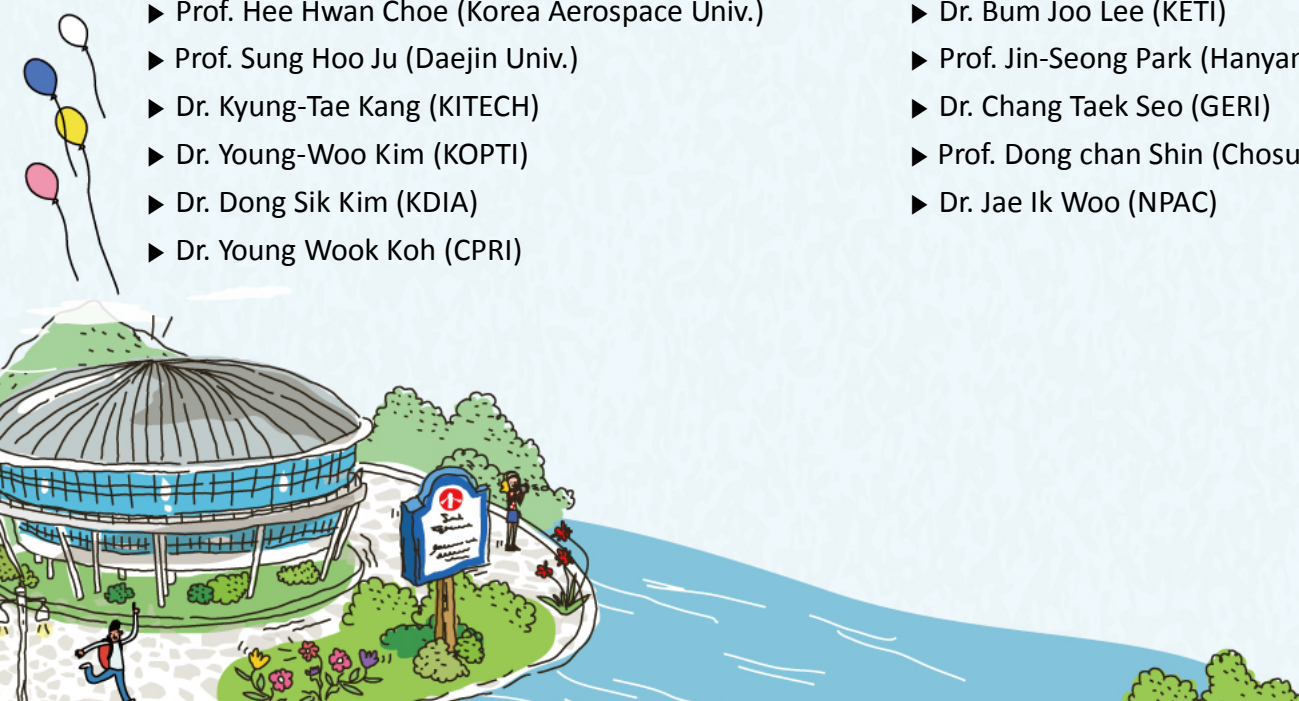 ▶ Prof. Hee Hwan Choe (Korea Aerospace Univ.)
▶ Prof. Sung Hoo Ju (Daejin Univ.)
▶ Dr. Kyung-Tae Kang (KITECH)
▶ Dr. Young-Woo Kim (KOPTI)
▶ Dr. Dong Sik Kim (KDIA)
▶ Dr. Young Wook Koh (CPRI)
▶ Dr. Bum Joo Lee (KETI)
▶ Prof. Jin-Seong Park (Hanyan
▶ Dr. Chang Taek Seo (GERI)
▶ Prof. Dong chan Shin (Chosu
▶ Dr. Jae Ik Woo (NPAC)